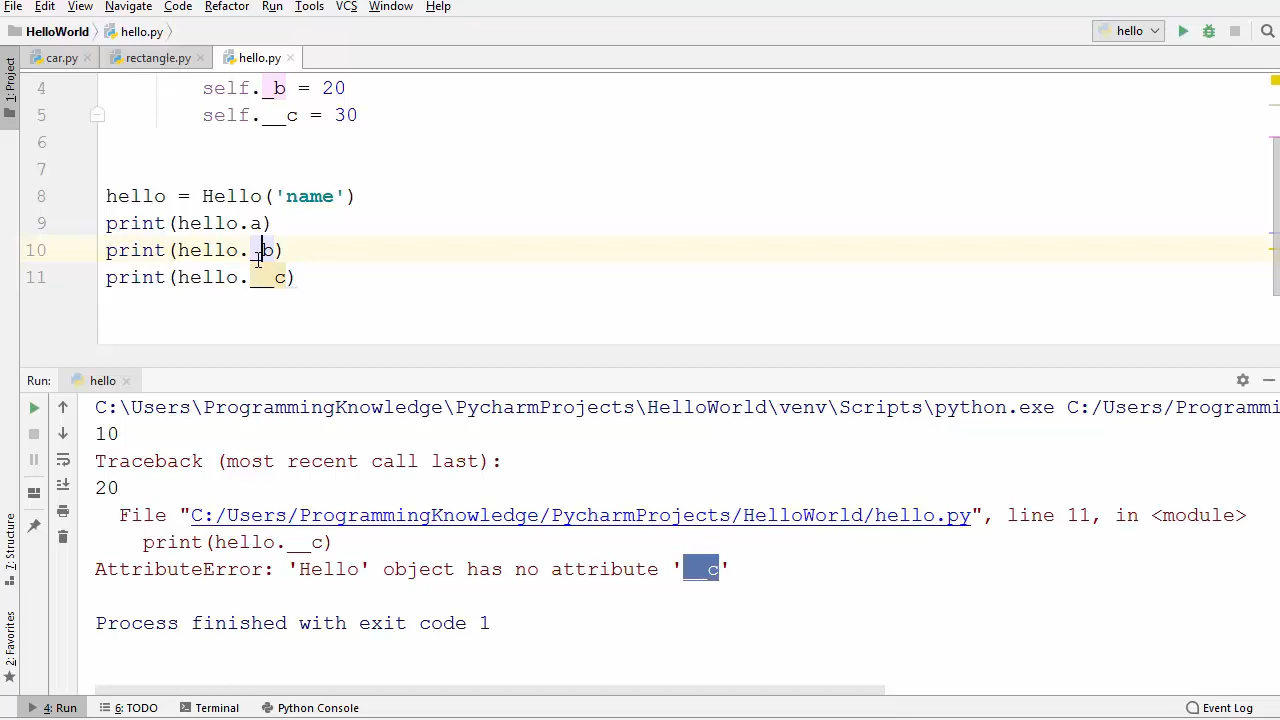 File Edit View Navigate Code Refactor Run Tools VCS Window Help
HelloWorld hello.py hello
car.py rectangle.py hello.py
1: Project
4 self._b = 20
5 self.__c = 30
6
7
8 hello = Hello('name')
9 print(hello.a)
10 print(hello._b)
11 print(hello.__c)
Run: hello
C:\Users\ProgrammingKnowledge\PycharmProjects\HelloWorld\venv\Scripts\python.exe C:/Users/Programmi
10
Traceback (most recent call last):
20
File "C:/Users/ProgrammingKnowledge/PycharmProjects/HelloWorld/hello.py", line 11, in <module>
print(hello.__c)
AttributeError: 'Hello' object has no attribute '__c'
Process finished with exit code 1
7: Structure
2: Favorites
4: Run 6: TODO Terminal Python Console Event Log